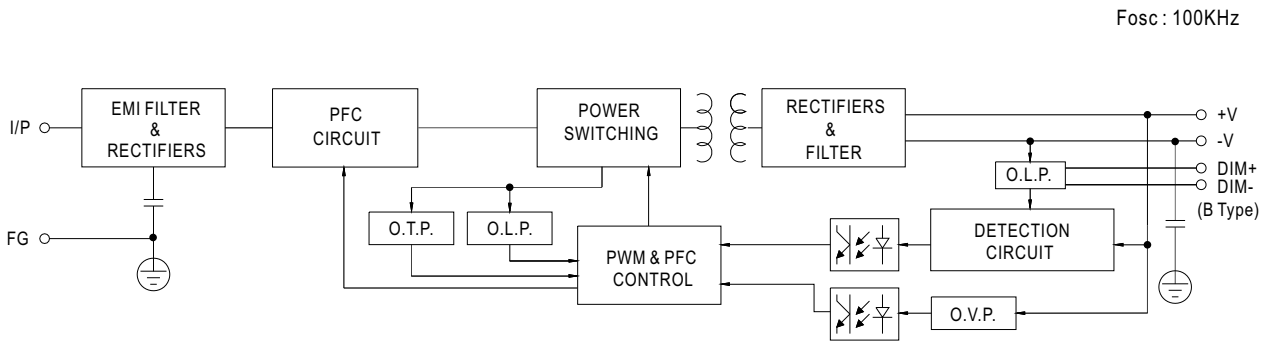 Fosc : 100KHz
I/P
EMI FILTER
&
RECTIFIERS
PFC
CIRCUIT
POWER
SWITCHING
RECTIFIERS
&
FILTER
+V
-V
DIM+
DIM-
(B Type)
O.L.P.
FG
O.T.P.
O.L.P.
PWM & PFC
CONTROL
DETECTION
CIRCUIT
O.V.P.